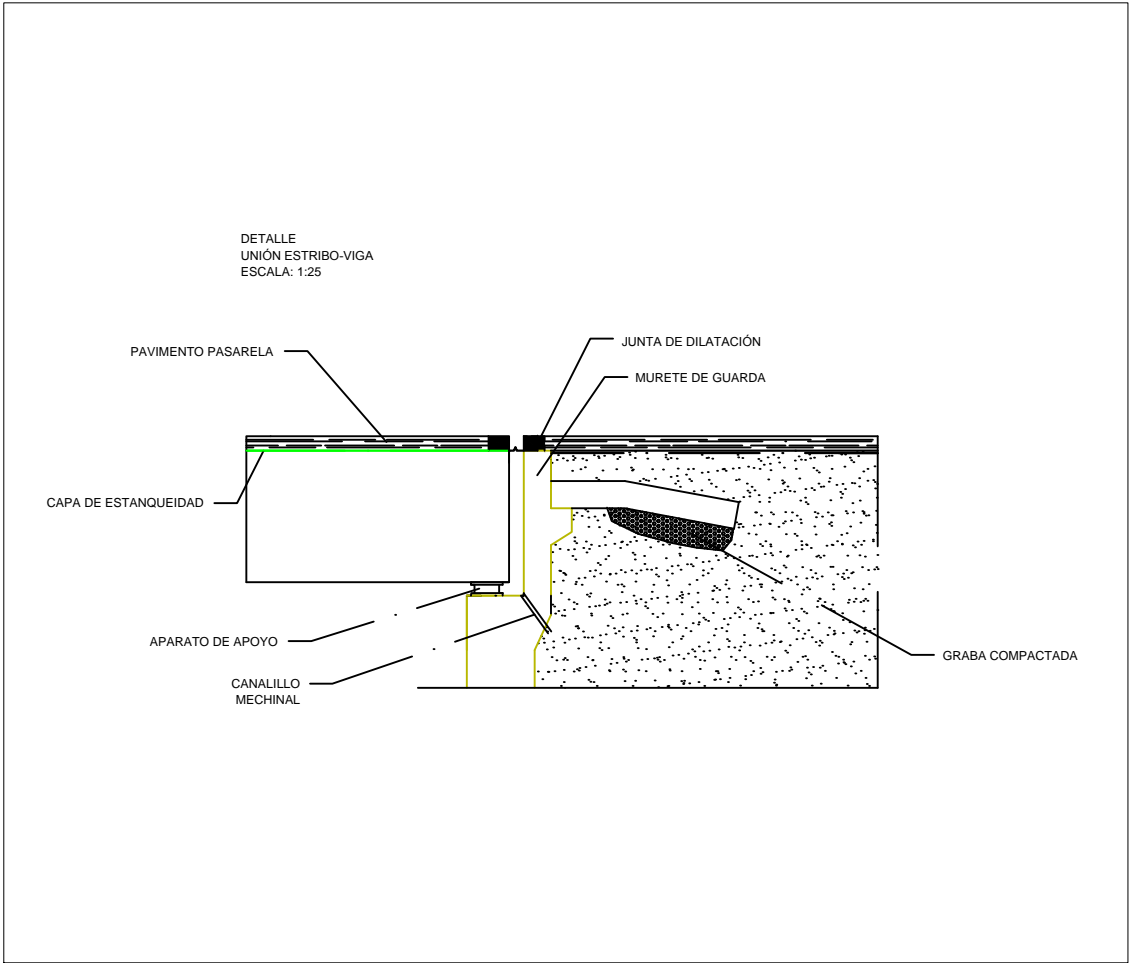 DETALLE
UNIÓN ESTRIBO-VIGA
ESCALA: 1:25
JUNTA DE DILATACIÓN
PAVIMENTO PASARELA
MURETE DE GUARDA
CAPA DE ESTANQUEIDAD
APARATO DE APOYO
GRABA COMPACTADA
CANALILLO
MECHINAL